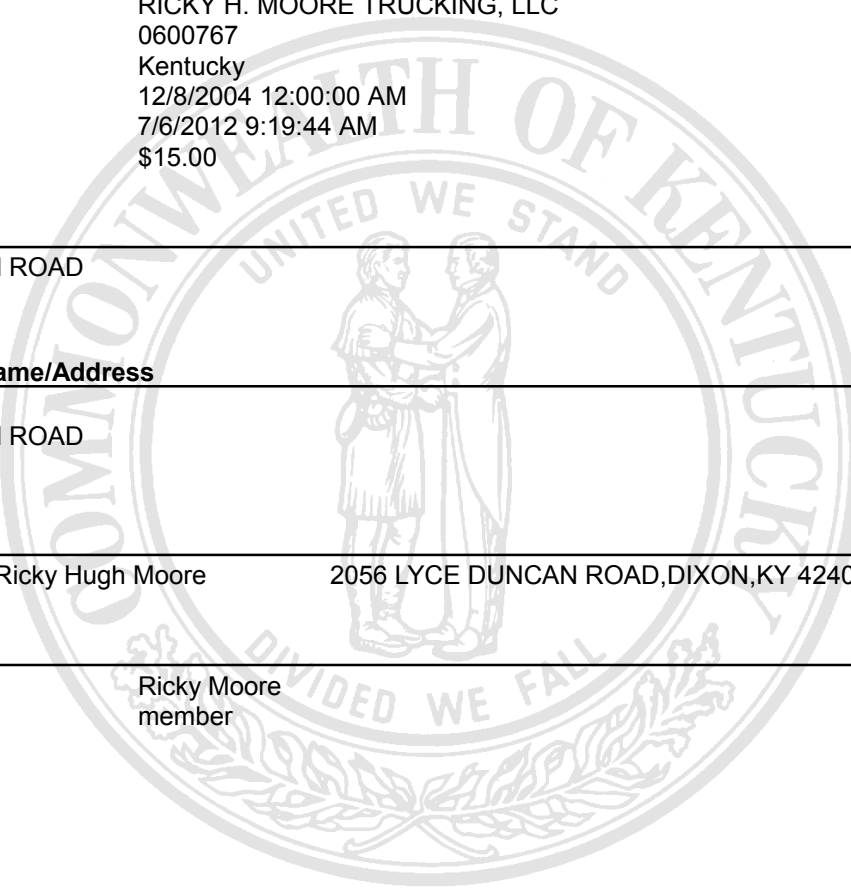 RICKY H. MOORE TRUCKING, LLC
0600767
Kentucky
12/8/2004 12:00:00 AM
7/6/2012 9:19:44 AM
$15.00
COMMONWEALTH OF KENTUCKY
UNITED WE STAND
ROAD
ame/Address
ROAD
Ricky Hugh Moore 2056 LYCE DUNCAN ROAD,DIXON,KY 4240
DIVIDED WE FALL
Ricky Moore
member